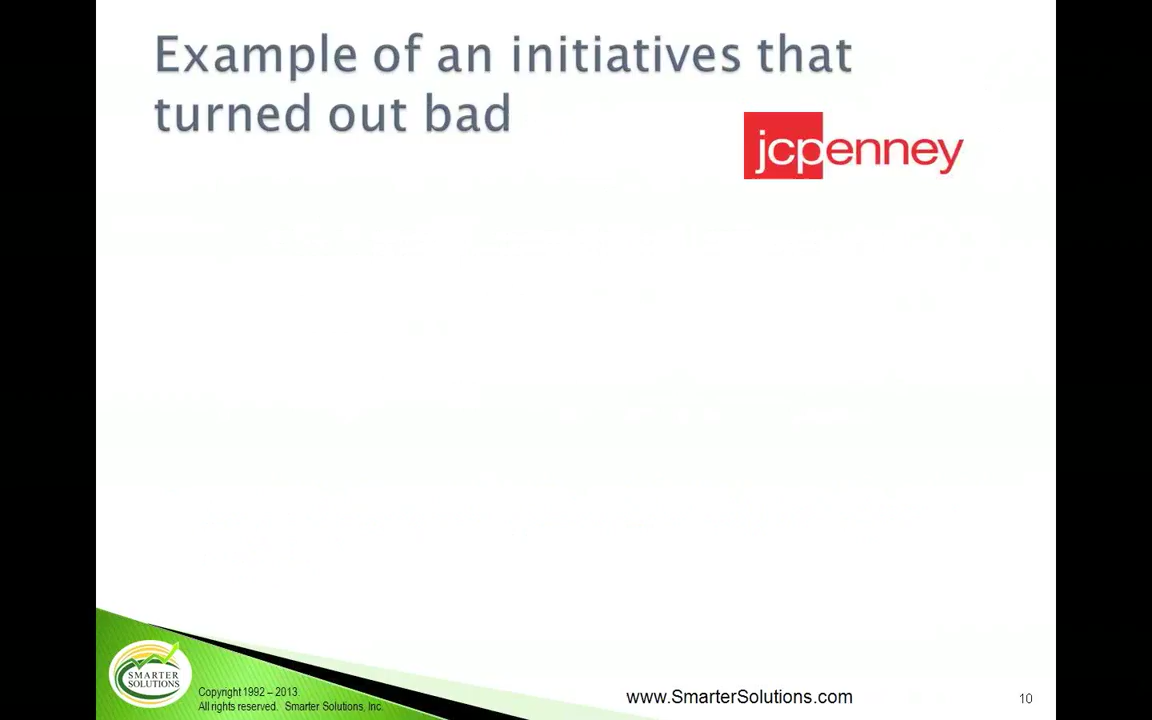 Example of an initiatives that
turned out bad
jcpenney
SMARTER
SOLUTIONS
Copyright 1992 – 2013
All rights reserved. Smarter Solutions, Inc.
www.SmarterSolutions.com
10